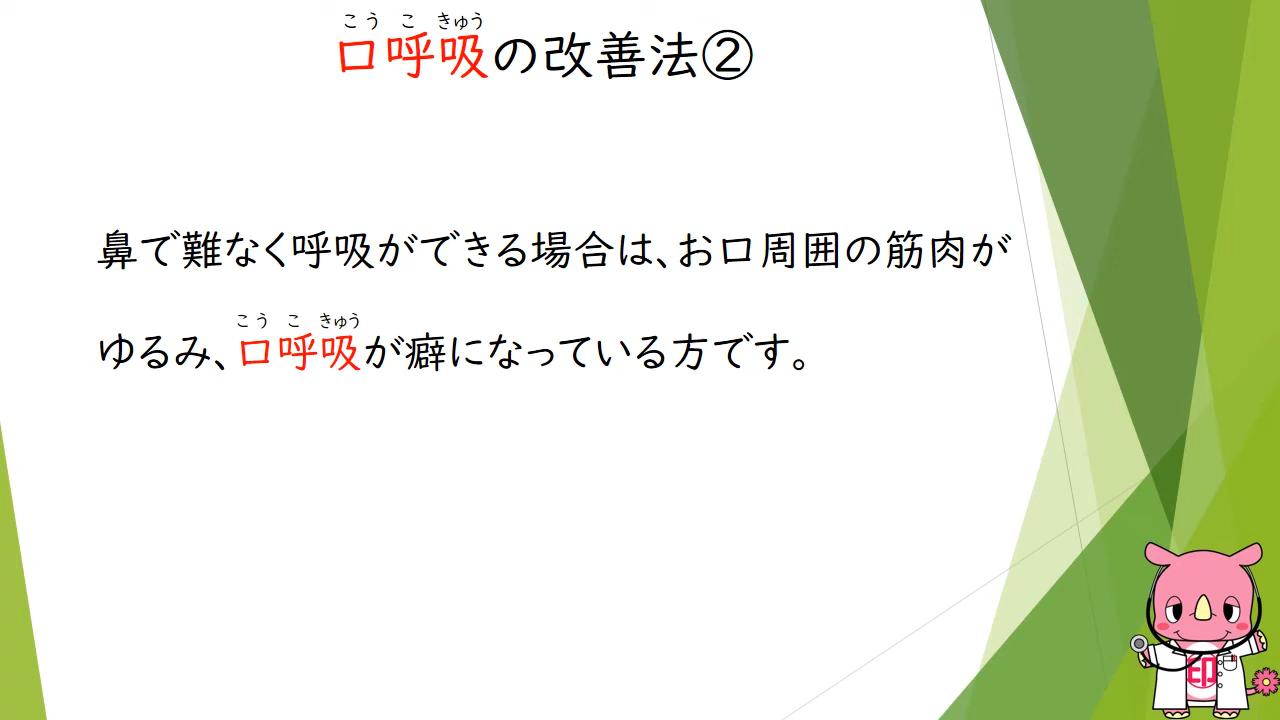 こうこきゅう
口呼吸の改善法②
鼻で難なく呼吸ができる場合は、お口周囲の筋肉が
こうこきゅう
ゆるみ、口呼吸が癖になっている方です。
印